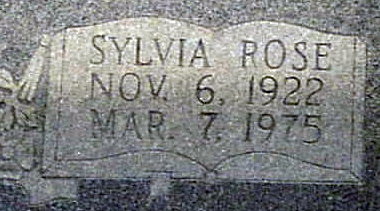 SYLVIA ROSE
NOV. 6, 1922
MAR. 7, 1975